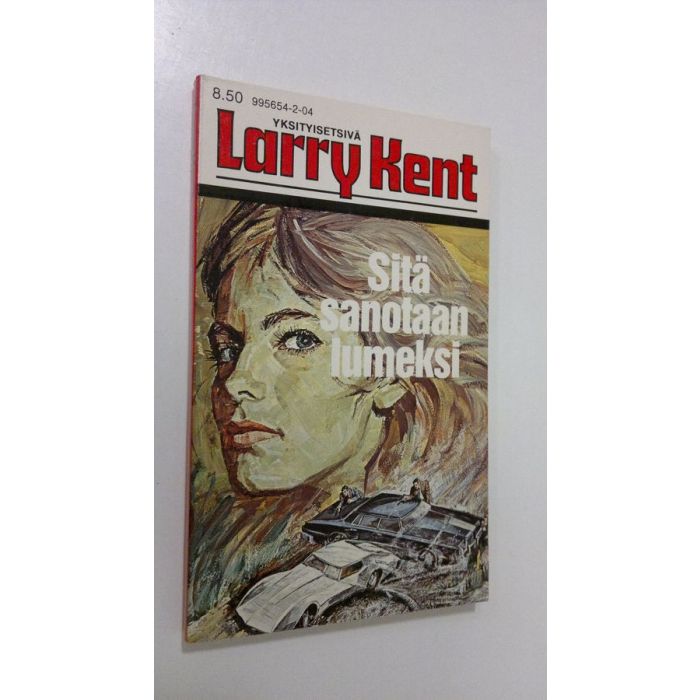 8.50 995654-2-04
YKSITYISETSIVÄ
Larry Kent
Sitä
sanotaan
lumeksi